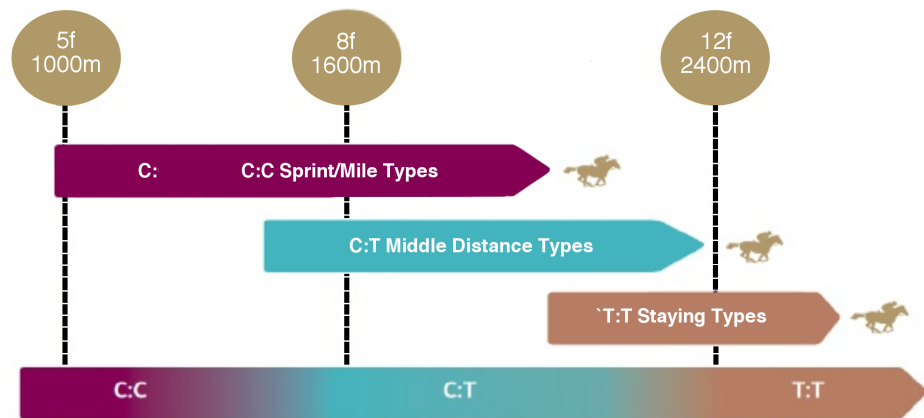 5f
1000m
8f
1600m
12f
2400m
C: C:C Sprint/Mile Types
C:T Middle Distance Types
`T:T Staying Types
C:C C:T T:T